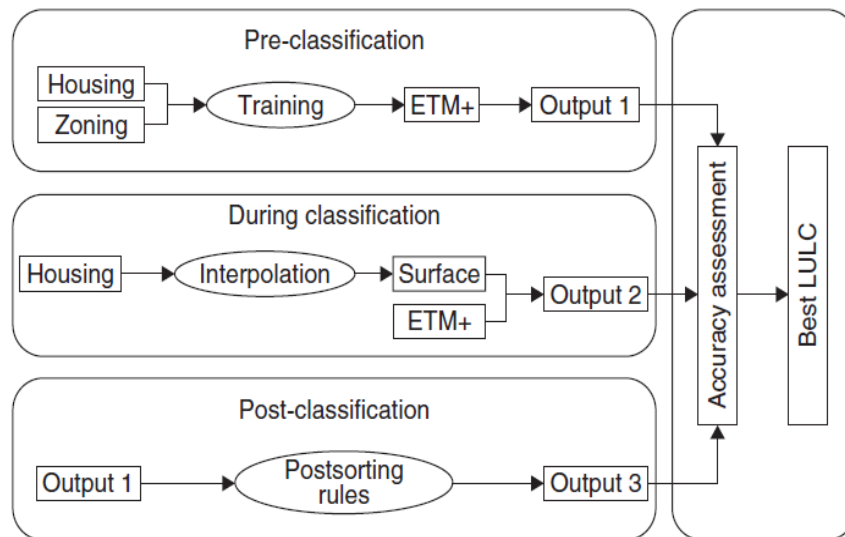 Pre-classification
Housing
Zoning
Training
ETM+
Output 1
During classification
Housing
Interpolation
Surface
ETM+
Output 2
Post-classification
Output 1
Postsorting
rules
Output 3
Accuracy assessment
Best LULC